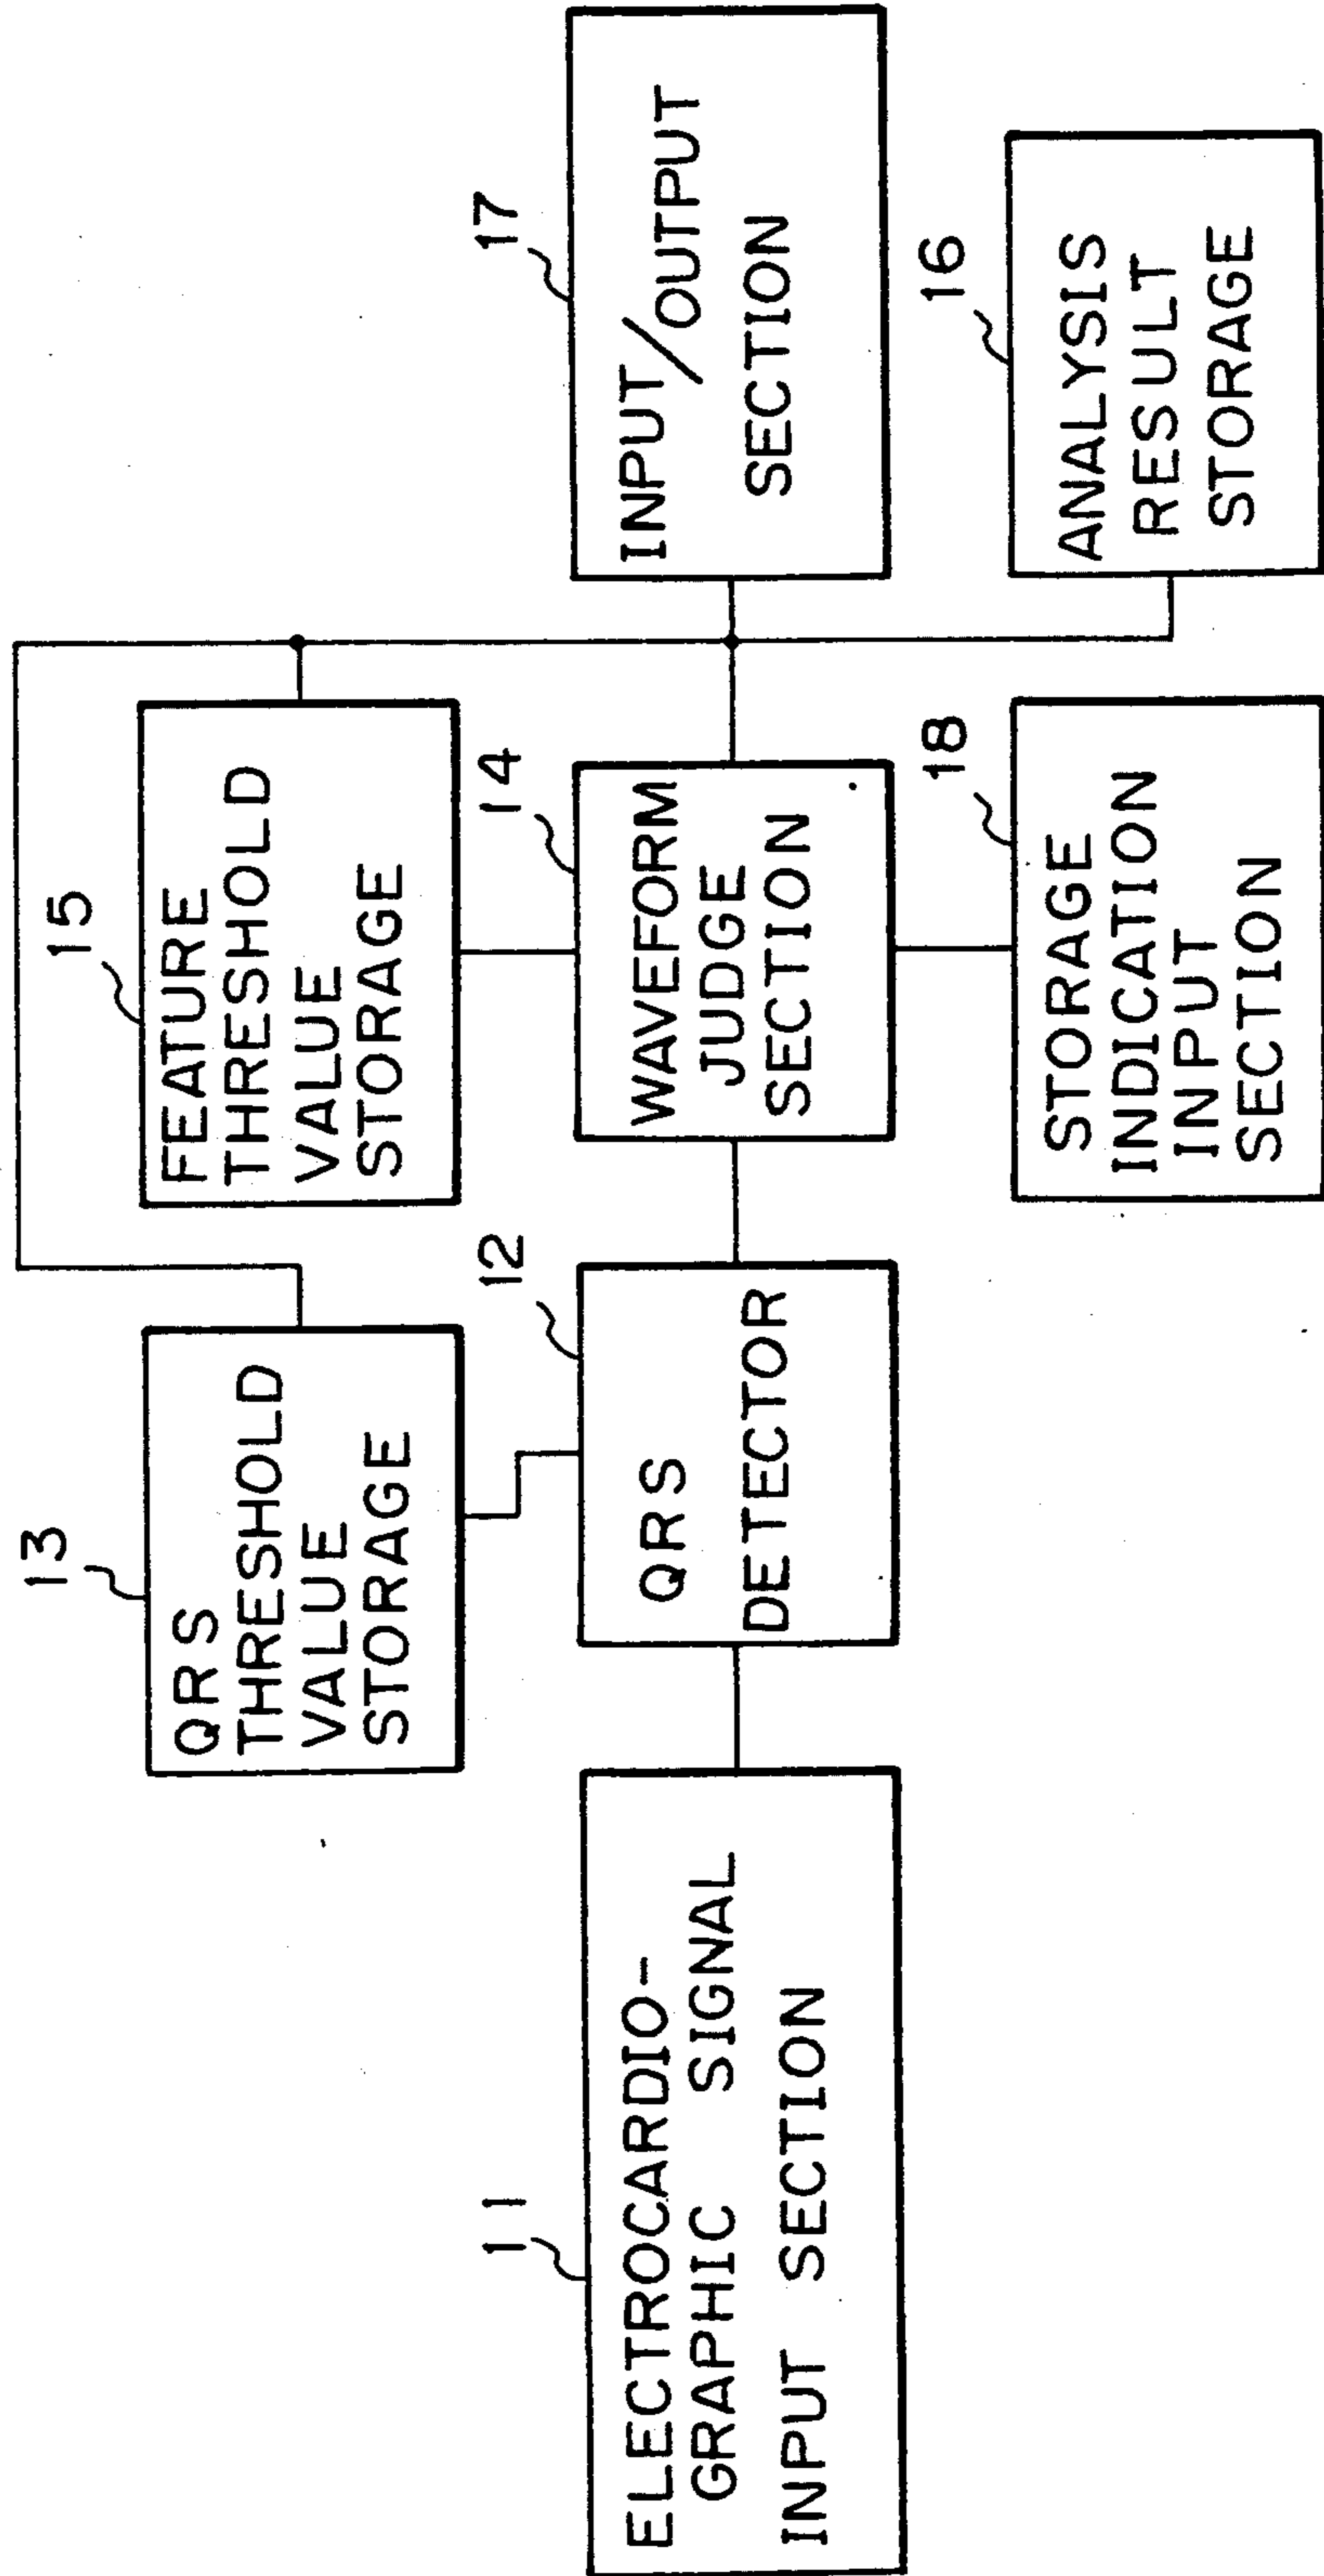 13
QRS
THRESHOLD
VALUE
STORAGE
15
FEATURE
THRESHOLD
VALUE
STORAGE
11
ELECTROCARDIO-
GRAPHIC SIGNAL
INPUT SECTION
12
QRS
DETECTOR
14
WAVEFORM
JUDGE
SECTION
17
INPUT/OUTPUT
SECTION
18
STORAGE
INDICATION
INPUT
SECTION
16
ANALYSIS
RESULT
STORAGE